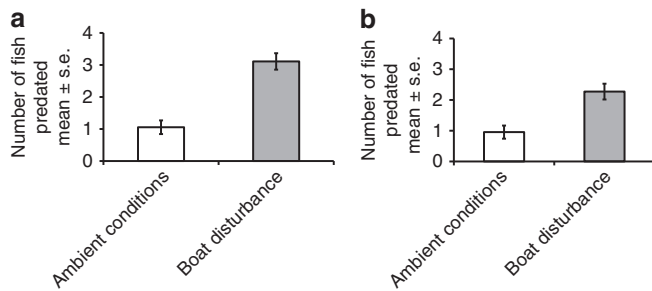 a
Number of fish
predated
mean ± s.e.
4
3
2
1
0
Ambient conditions
Boat disturbance
b
Number of fish
predated
mean ± s.e.
4
3
2
1
0
Ambient conditions
Boat disturbance